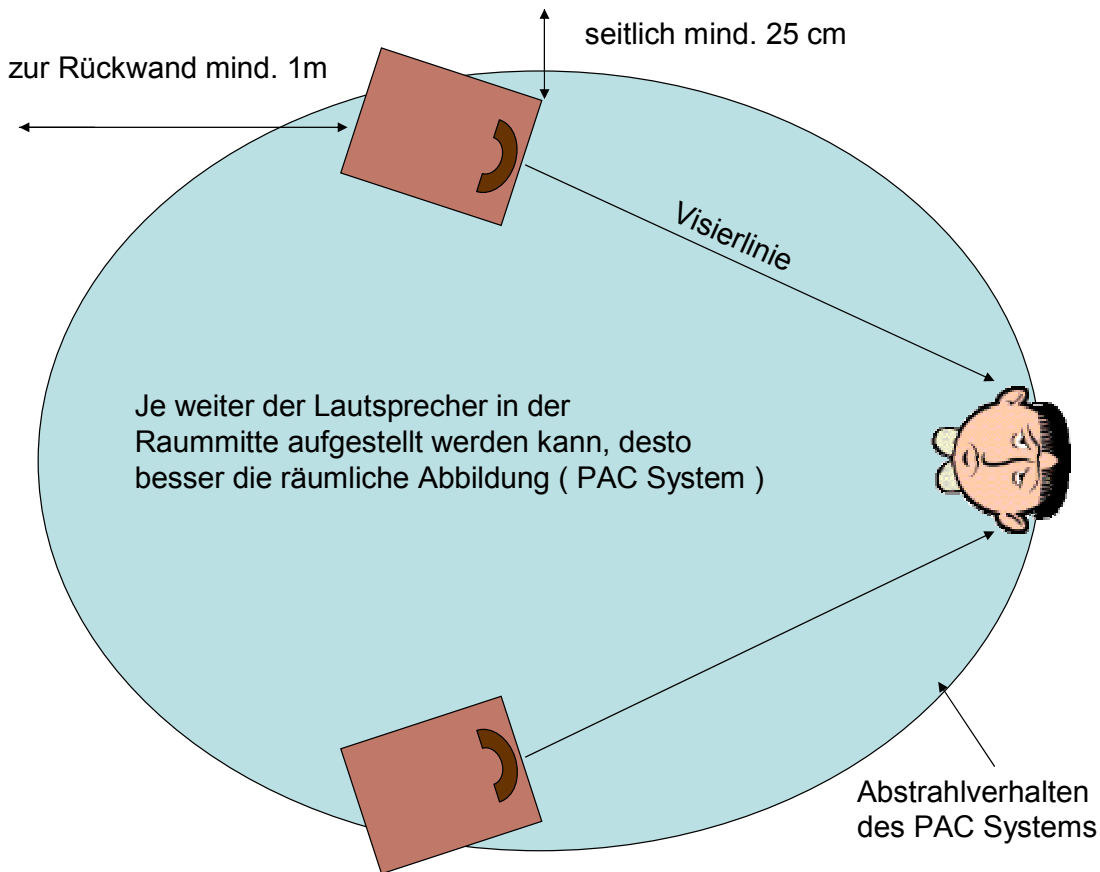 seitlich mind. 25 cm
zur Rückwand mind. 1m
Visierlinie
Je weiter der Lautsprecher in der
Raummitte aufgestellt werden kann, desto
besser die räumliche Abbildung ( PAC System )
Abstrahlverhalten
des PAC Systems